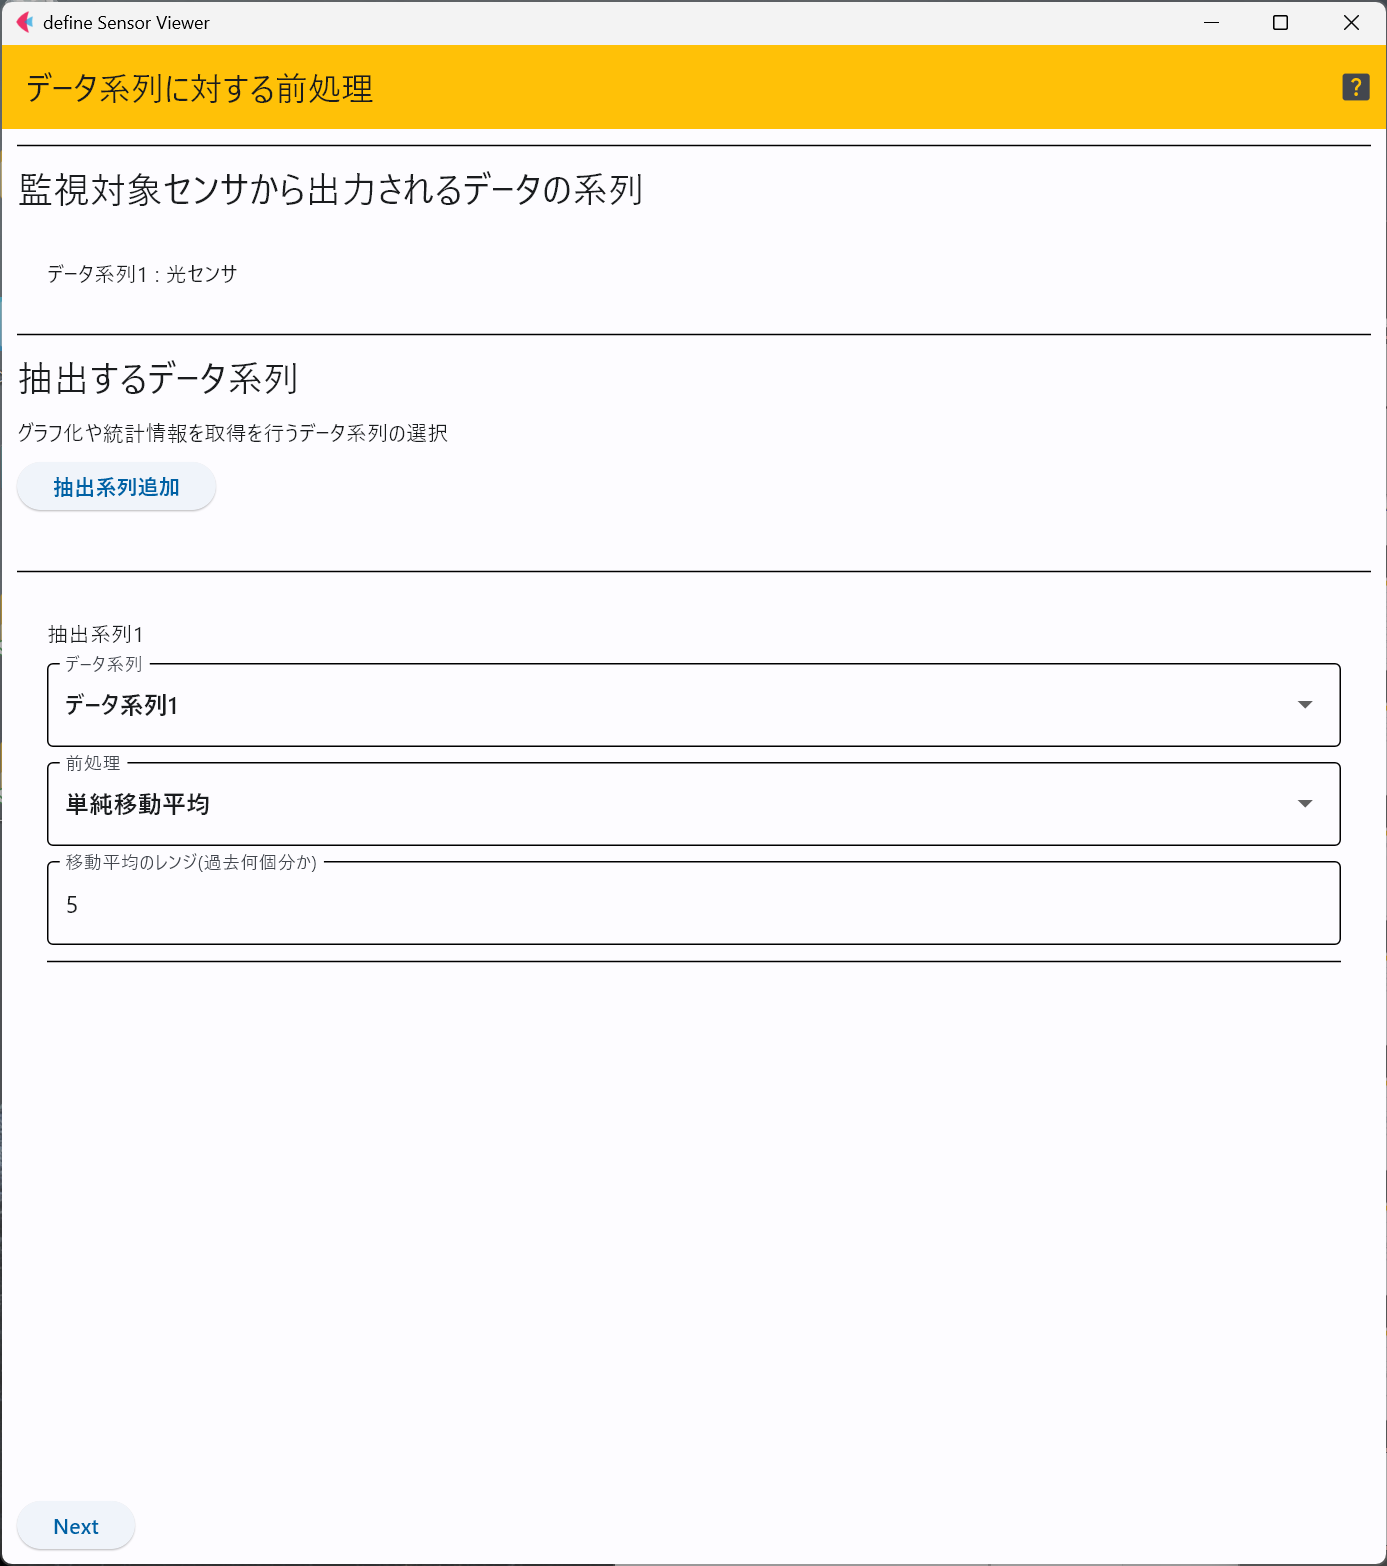 define Sensor Viewer
データ系列に対する前処理
?
監視対象センサから出力されるデータの系列
データ系列1 : 光センサ
抽出するデータ系列
グラフ化や統計情報を取得を行うデータ系列の選択
抽出系列追加
抽出系列1
データ系列
データ系列1
前処理
単純移動平均
移動平均のレンジ(過去何個分か)
5
Next